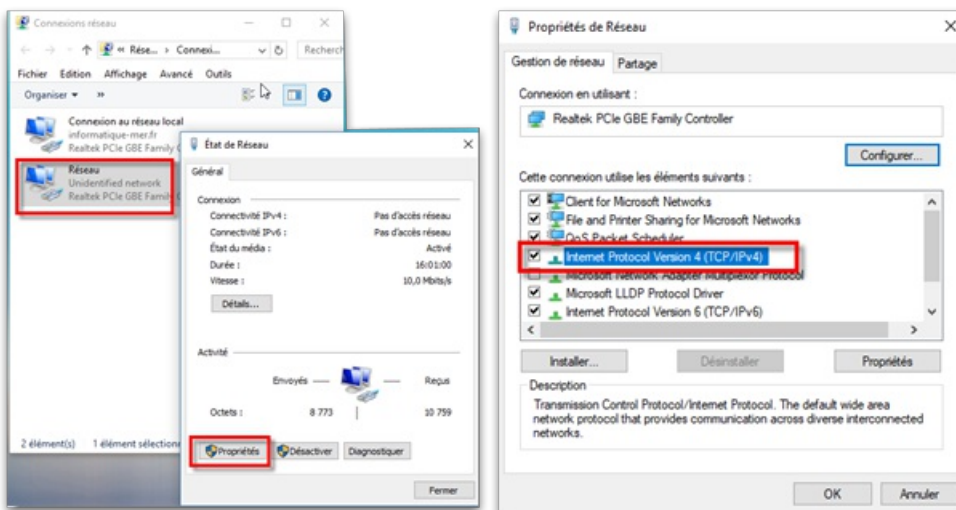 Connexions réseau
« Rése... › Connexi...
Recherch
Fichier Edition Affichage Avancé Outils
Organiser »
Connexion au réseau local
informatique-mer.fr
Realtek PCIe GBE Family C
Réseau
Unidentified network
Realtek PCIe GBE Family C
2 élément(s) 1 élément sélectionn
État de Réseau
Général
Connexion
Connectivité IPv4 : Pas d'accès réseau
Connectivité IPv6 : Pas d'accès réseau
État du média : Activé
Durée : 16:01:00
Vitesse : 10,0 Mbits/s
Détails...
Activité
Envoyés Reçus
Octets : 8 773 10 759
Propriétés Désactiver Diagnostiquer
Fermer
Propriétés de Réseau
Gestion de réseau Partage
Connexion en utilisant :
Realtek PCIe GBE Family Controller
Configurer...
Cette connexion utilise les éléments suivants :
Client for Microsoft Networks
File and Printer Sharing for Microsoft Networks
QoS Packet Scheduler
Internet Protocol Version 4 (TCP/IPv4)
Microsoft Network Adapter Multiplexor Protocol
Microsoft LLDP Protocol Driver
Internet Protocol Version 6 (TCP/IPv6)
Installer... Désinstaller Propriétés
Description
Transmission Control Protocol/Internet Protocol. The default wide area
network protocol that provides communication across diverse interconnected
networks.
OK Annuler